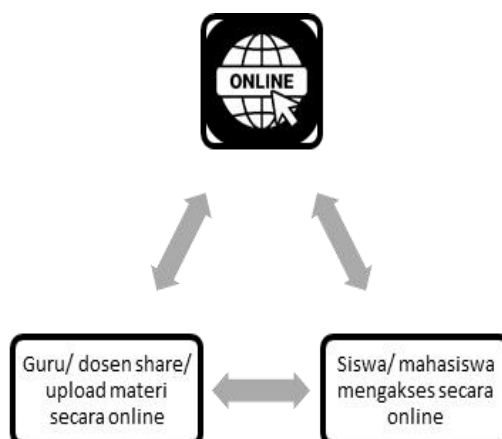 ONLINE
Guru/ dosen share/
upload materi
secara online
Siswa/ mahasiswa
mengakses secara
online